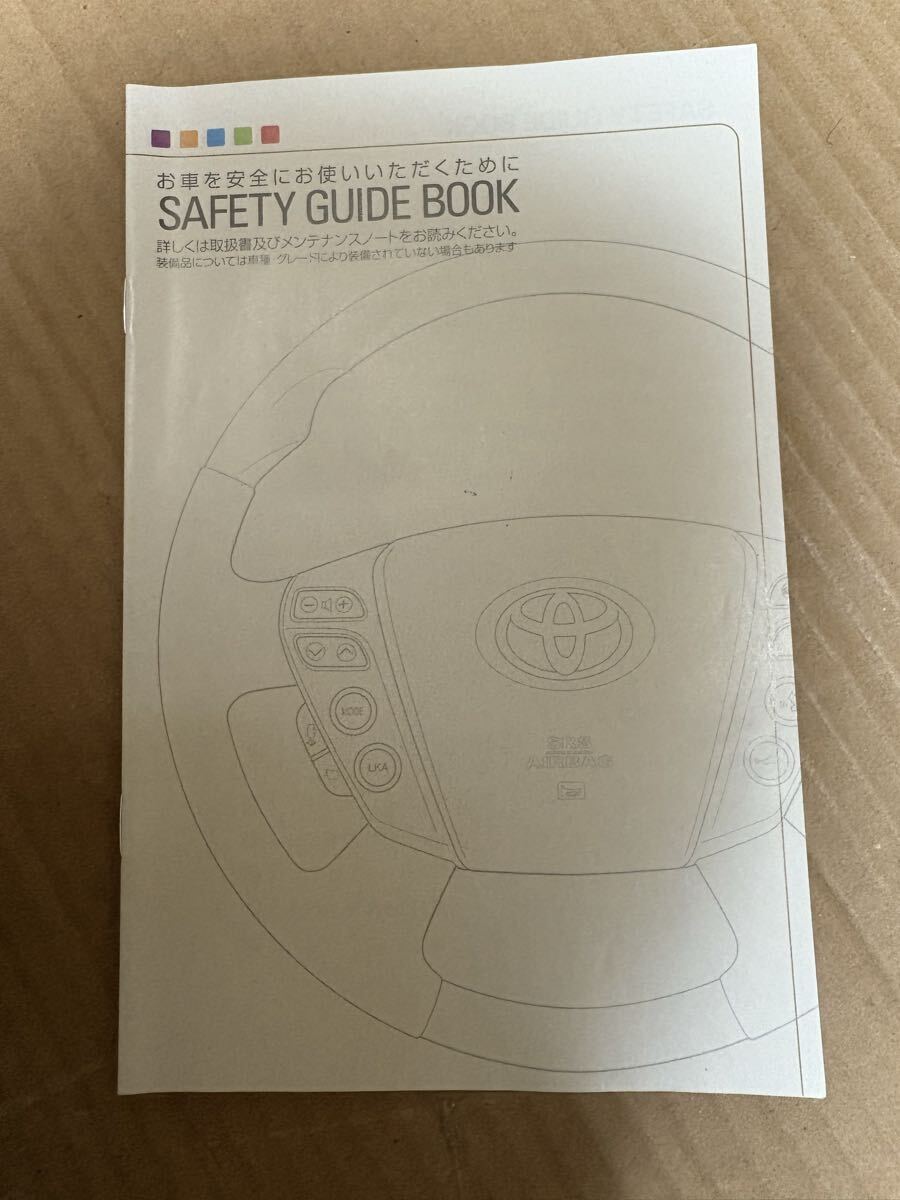 お車を安全にお使いいただくために
SAFETY GUIDE BOOK
詳しくは取扱書及びメンテナンスノートをお読みください。
装備品については車種・グレードにより装備されていない場合もあります
MODE
LKA
SRS
AIRBAG